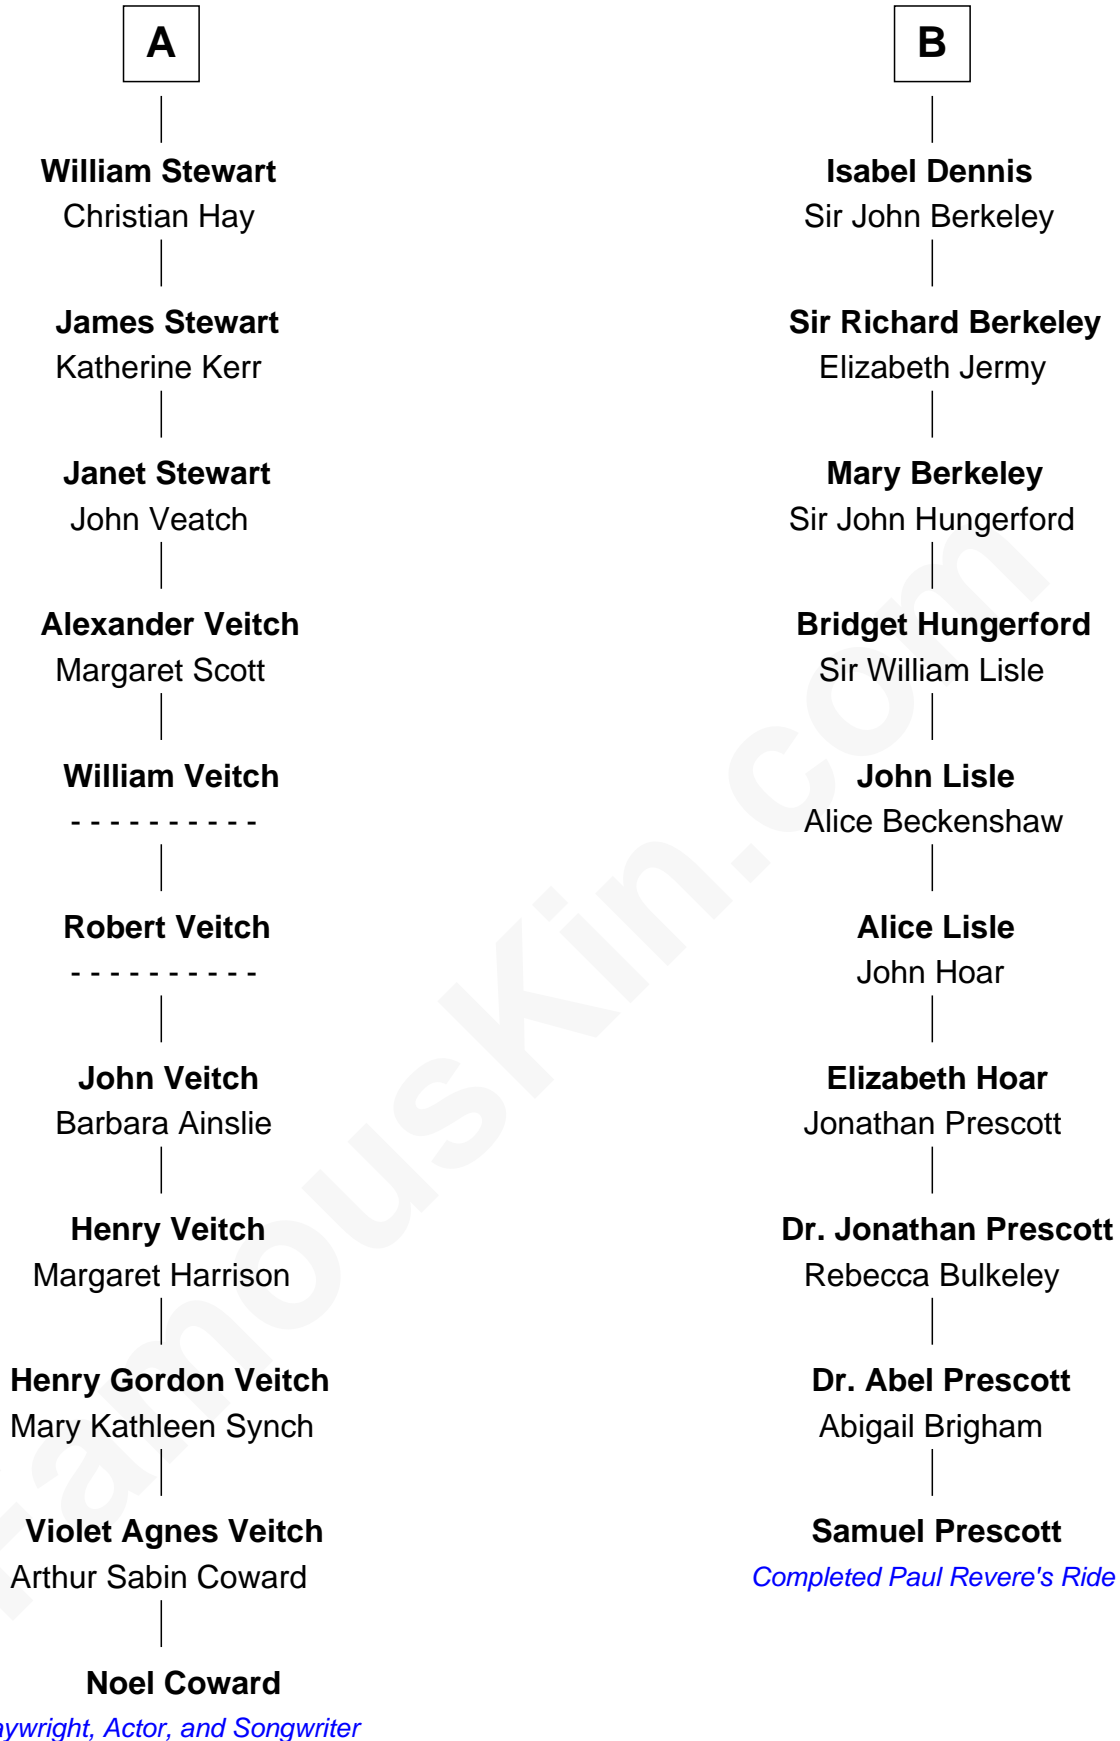 A
William Stewart
Christian Hay
James Stewart
Katherine Kerr
Janet Stewart
John Veatch
Alexander Veitch
Margaret Scott
William Veitch
- - - - - - - - - -
Robert Veitch
- - - - - - - - - -
John Veitch
Barbara Ainslie
Henry Veitch
Margaret Harrison
Henry Gordon Veitch
Mary Kathleen Synch
Violet Agnes Veitch
Arthur Sabin Coward
Noel Coward
aywright, Actor, and Songwriter
B
Isabel Dennis
Sir John Berkeley
Sir Richard Berkeley
Elizabeth Jermy
Mary Berkeley
Sir John Hungerford
Bridget Hungerford
Sir William Lisle
John Lisle
Alice Beckenshaw
Alice Lisle
John Hoar
Elizabeth Hoar
Jonathan Prescott
Dr. Jonathan Prescott
Rebecca Bulkeley
Dr. Abel Prescott
Abigail Brigham
Samuel Prescott
Completed Paul Revere's Ride
FamousKin.com